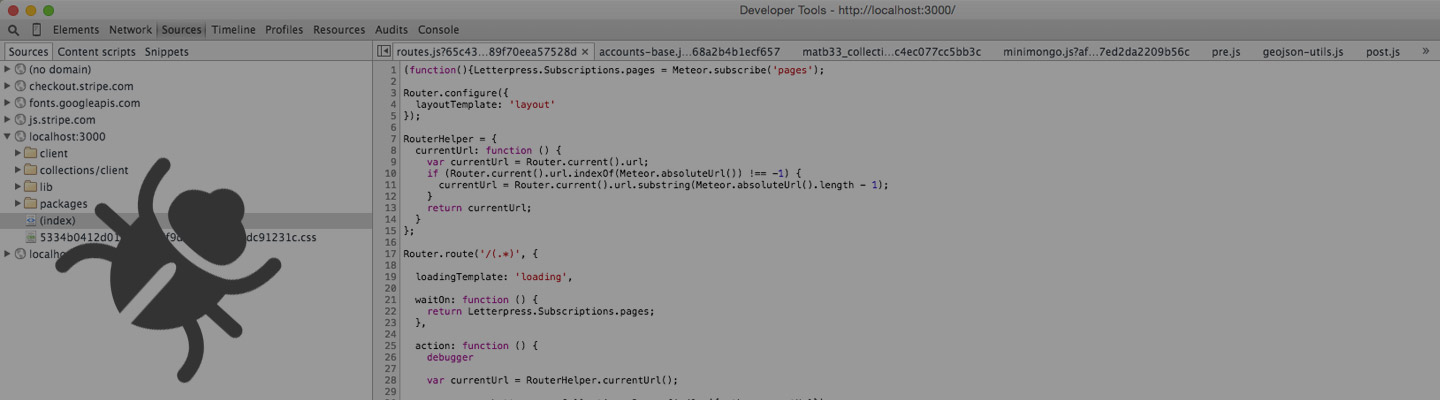 Developer Tools - http://localhost:3000/
Elements Network Sources Timeline Profiles Resources Audits Console
Sources Content scripts Snippets
routes.js?65c43...89f70eea57528d × accounts-base.j...68a2b4b1ecf657 matb33_collecti...c4ec077cc5bb3c minimongo.js?af...7ed2da2209b56c pre.js geojson-utils.js post.js »
(no domain)
checkout.stripe.com
fonts.googleapis.com
js.stripe.com
localhost:3000
client
collections/client
lib
packages
(index)
5334b0412d01 dc91231c.css
localh
1 (function(){Letterpress.Subscriptions.pages = Meteor.subscribe('pages');
2
3 Router.configure({
4 layoutTemplate: 'layout'
5 });
6
7 RouterHelper = {
8 currentUrl: function () {
9 var currentUrl = Router.current().url;
10 if (Router.current().url.indexOf(Meteor.absoluteUrl()) !== -1) {
11 currentUrl = Router.current().url.substring(Meteor.absoluteUrl().length - 1);
12 }
13 return currentUrl;
14 }
15 };
16
17 Router.route('/(.*)', {
18
19 loadingTemplate: 'loading',
20
21 waitOn: function () {
22 return Letterpress.Subscriptions.pages;
23 },
24
25 action: function () {
26 debugger
27
28 var currentUrl = RouterHelper.currentUrl();
29